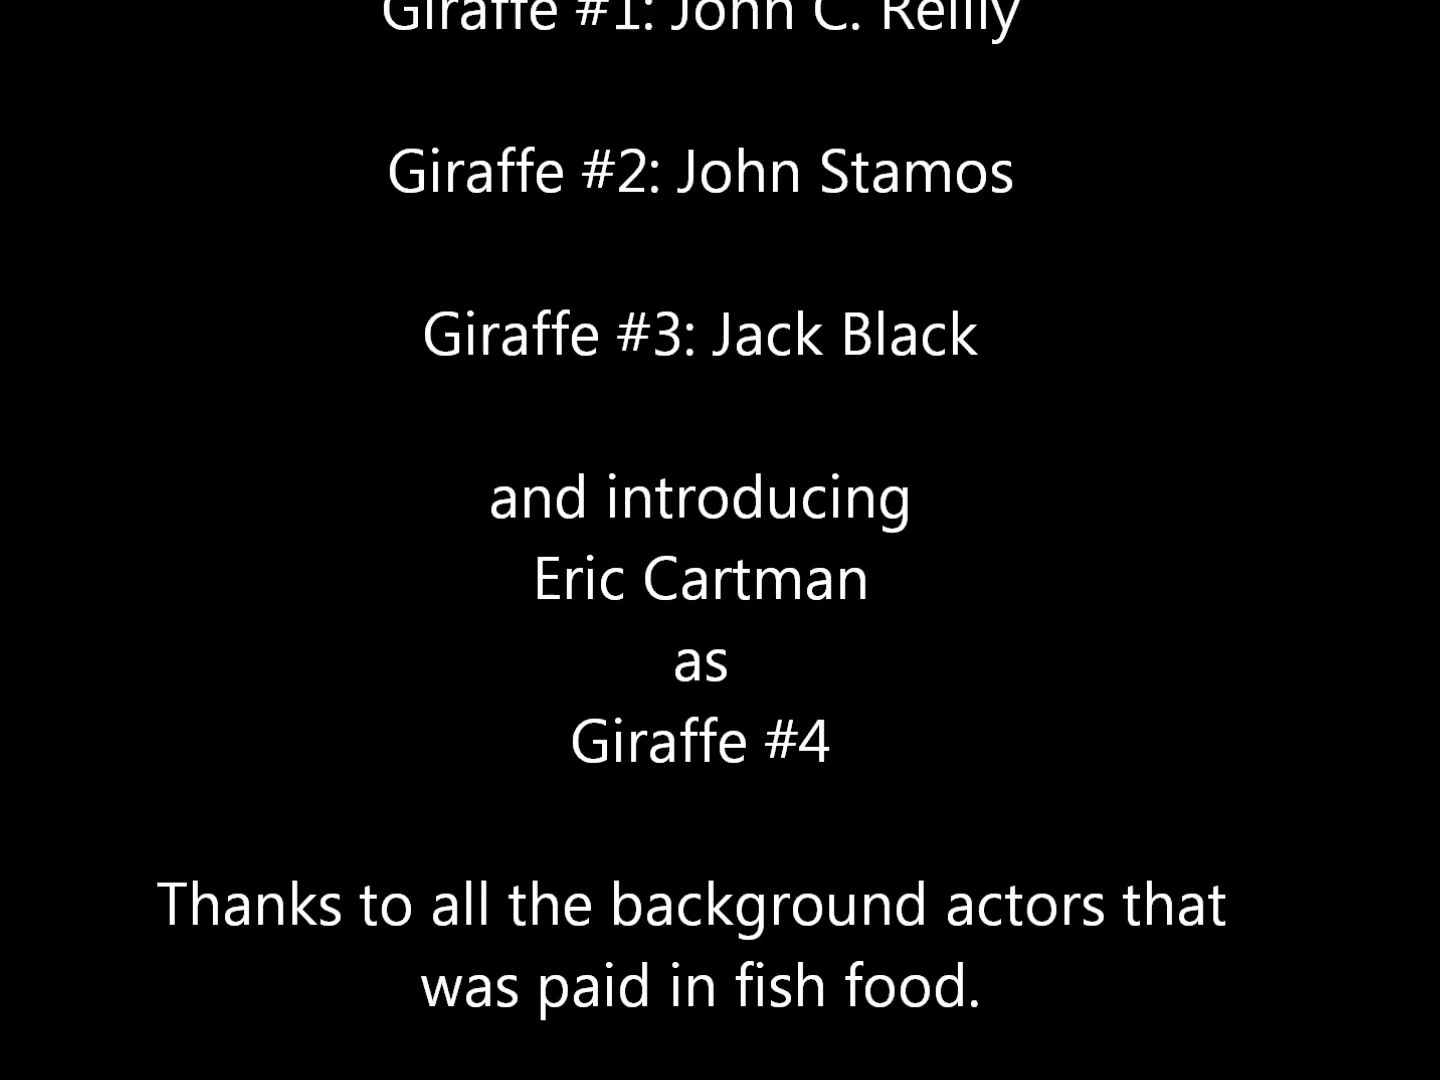 Giraffe #1: John C. Reilly
Giraffe #2: John Stamos
Giraffe #3: Jack Black
and introducing
Eric Cartman
as
Giraffe #4
Thanks to all the background actors that
was paid in fish food.